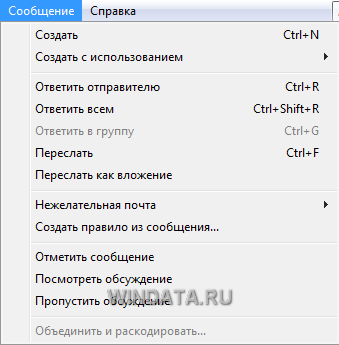 Сообщение Справка
Создать Ctrl+N
Создать с использованием
Ответить отправителю Ctrl+R
Ответить всем Ctrl+Shift+R
Ответить в группу Ctrl+G
Переслать Ctrl+F
Переслать как вложение
Нежелательная почта
Создать правило из сообщения...
Отметить сообщение
Посмотреть обсуждение
Пропустить обсуждение
WINDATA.RU
Объединить и раскодировать...